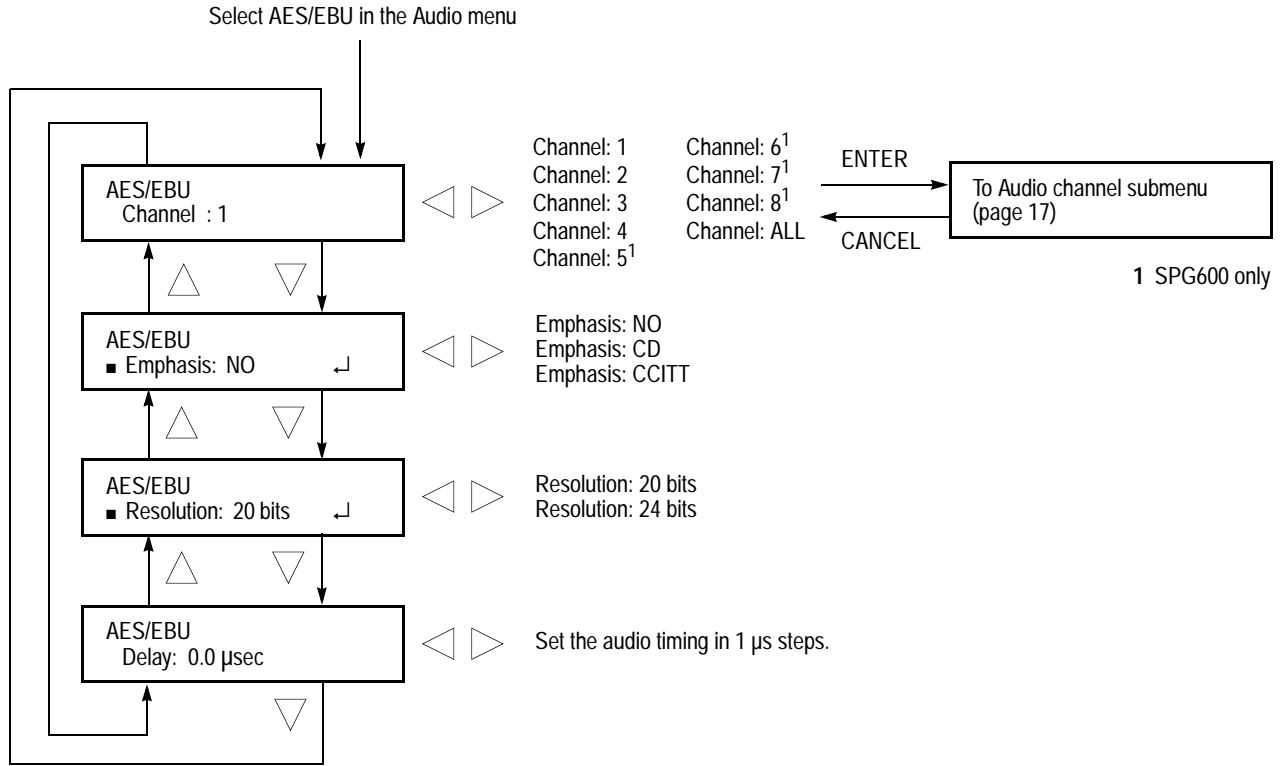 Select AES/EBU in the Audio menu
AES/EBU
Channel : 1
Channel: 1
Channel: 2
Channel: 3
Channel: 4
Channel: 51
Channel: 61
Channel: 71
Channel: 81
Channel: ALL
ENTER
CANCEL
To Audio channel submenu
(page 17)
1 SPG600 only
AES/EBU
■ Emphasis: NO ↵
Emphasis: NO
Emphasis: CD
Emphasis: CCITT
AES/EBU
■ Resolution: 20 bits ↵
Resolution: 20 bits
Resolution: 24 bits
AES/EBU
Delay: 0.0 µsec
Set the audio timing in 1 µs steps.